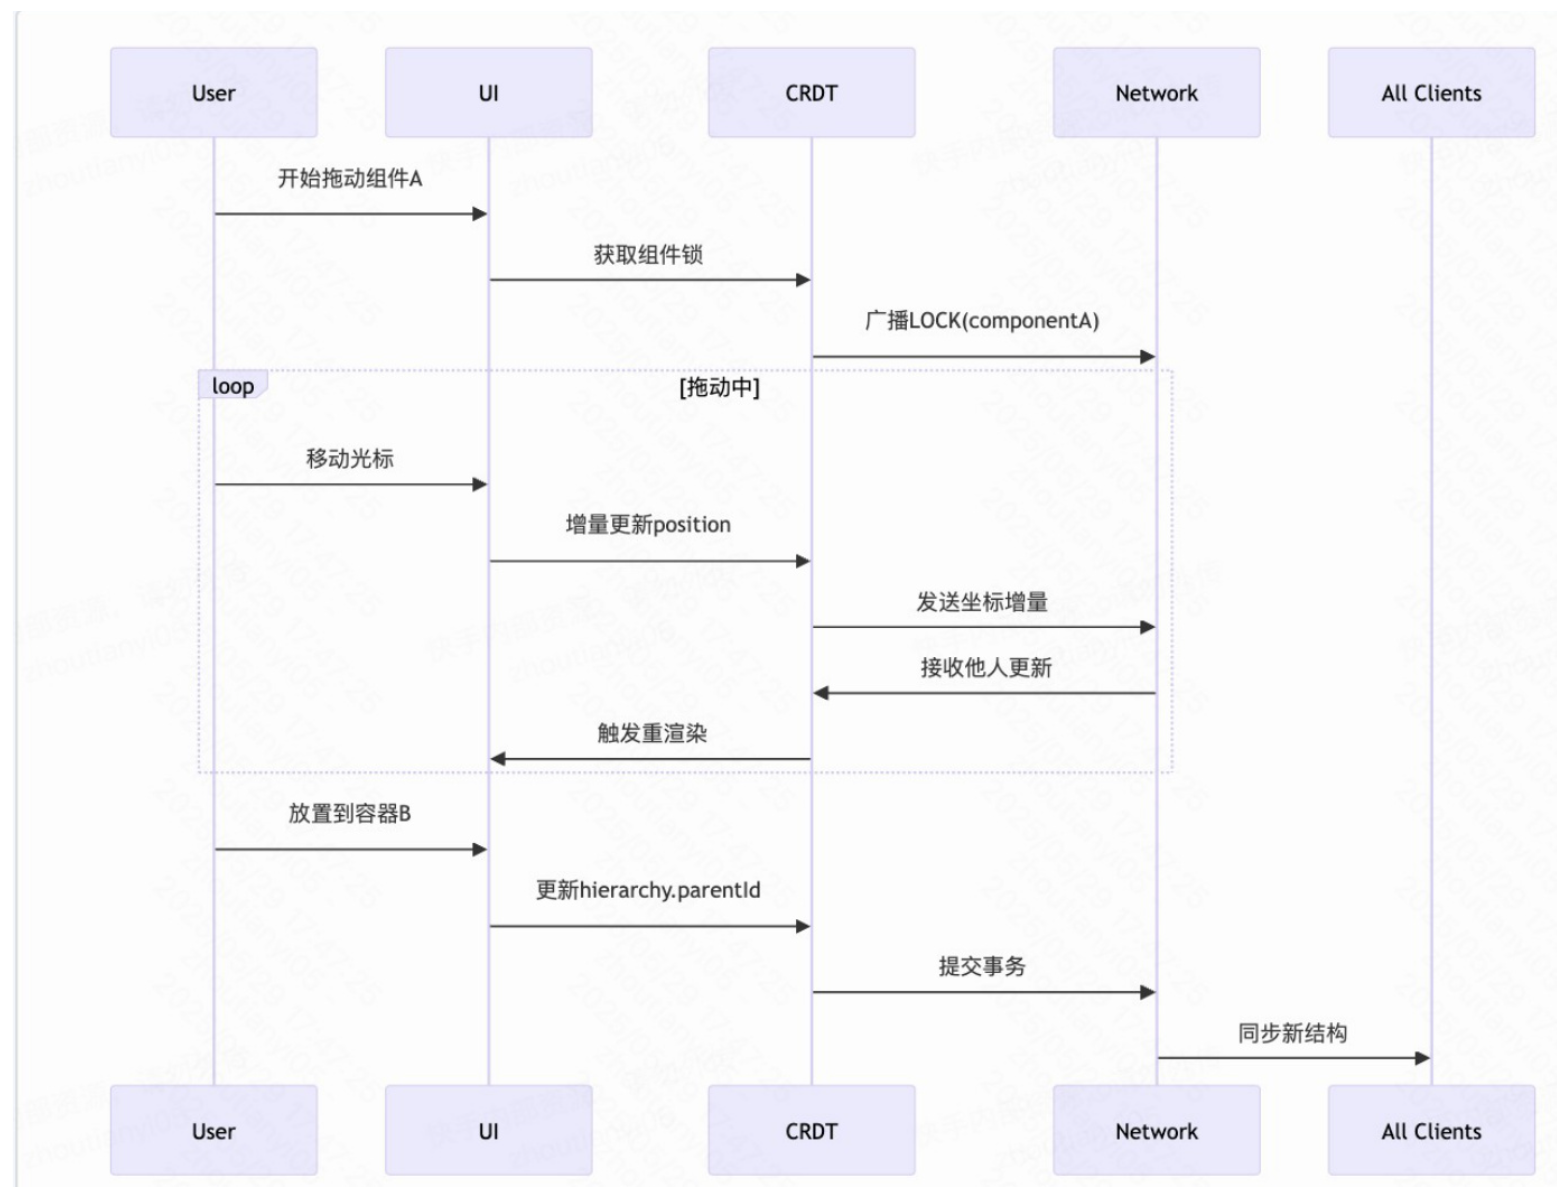 User
UI
CRDT
Network
All Clients
开始拖动组件A
获取组件锁
广播LOCK(componentA)
loop
[拖动中]
移动光标
增量更新position
发送坐标增量
接收他人更新
触发重渲染
放置到容器B
更新hierarchy.parentId
提交事务
同步新结构
User
UI
CRDT
Network
All Clients